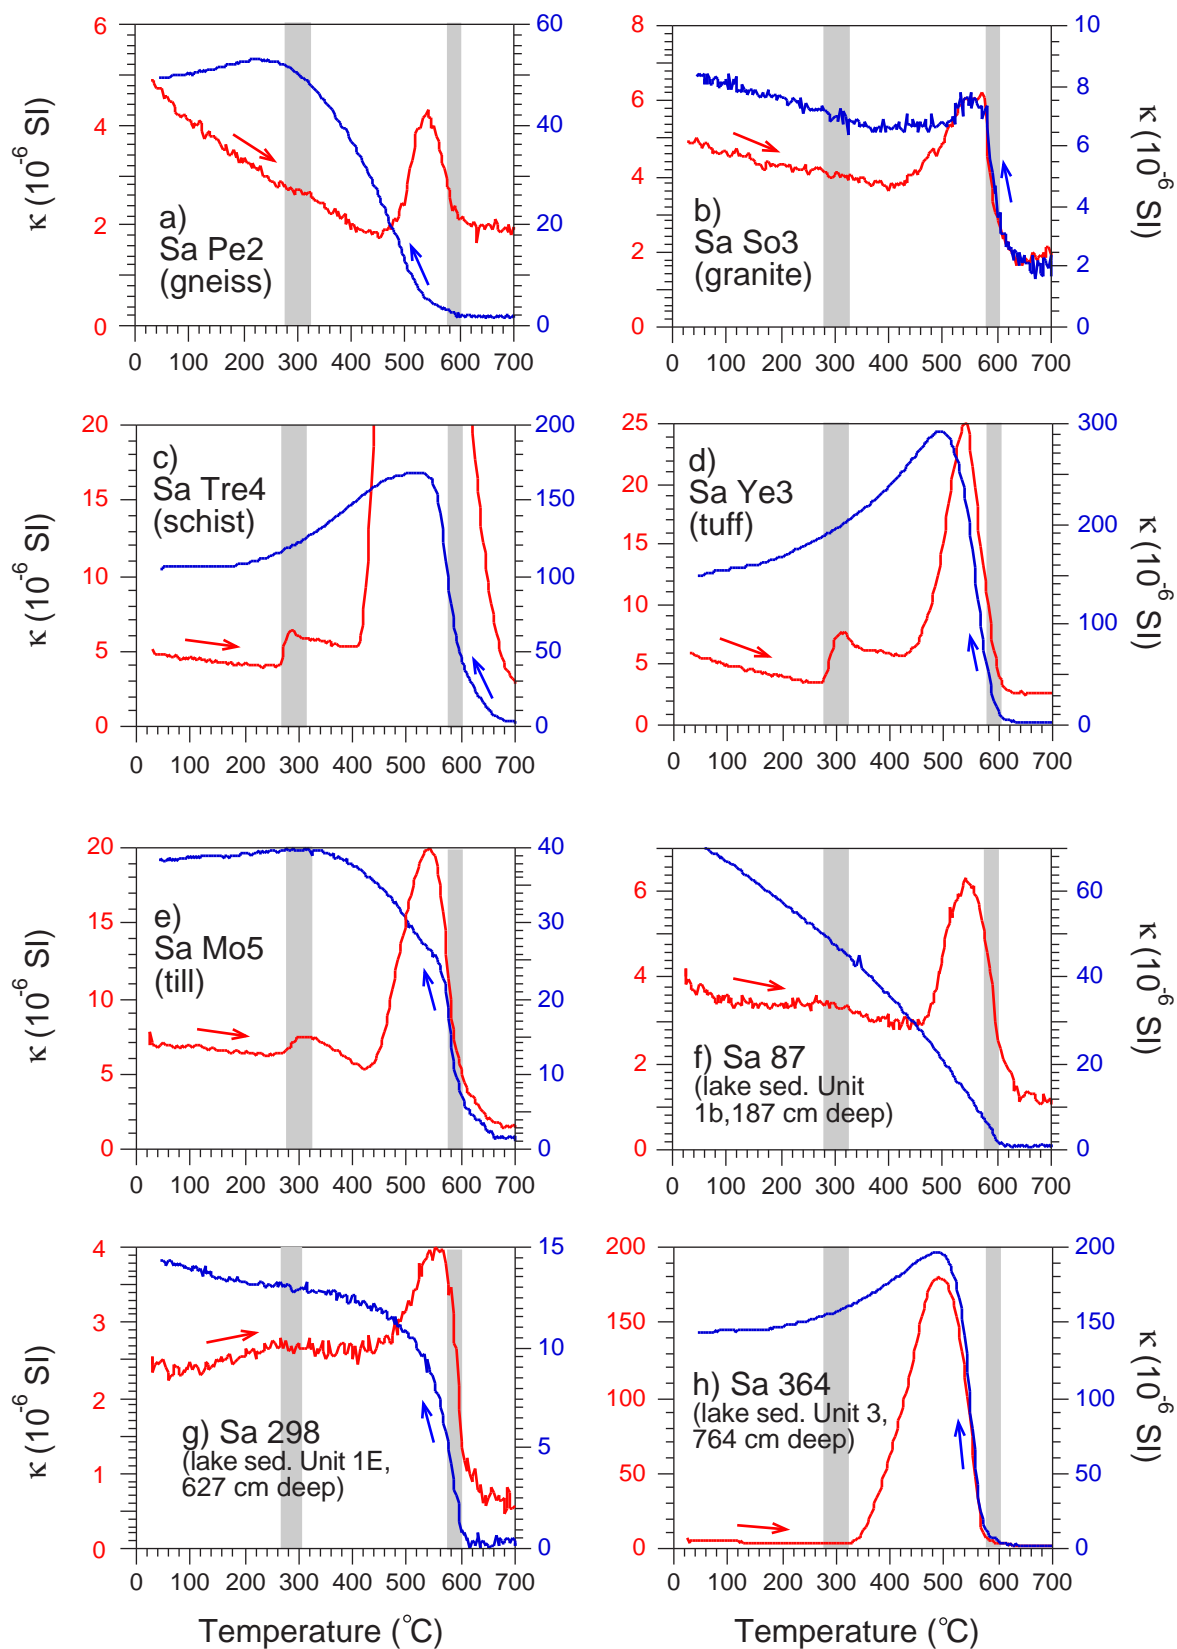 6
4
2
0
κ (10⁻⁶ SI)
60
40
20
0
a)
Sa Pe2
(gneiss)
0 100 200 300 400 500 600 700
8
6
4
2
0
10
8
6
4
2
0
κ (10⁻⁶ SI)
b)
Sa So3
(granite)
0 100 200 300 400 500 600 700
20
15
10
5
0
κ (10⁻⁶ SI)
200
150
100
50
0
c)
Sa Tre4
(schist)
0 100 200 300 400 500 600 700
25
20
15
10
5
0
300
200
100
0
κ (10⁻⁶ SI)
d)
Sa Ye3
(tuff)
0 100 200 300 400 500 600 700
20
15
10
5
0
κ (10⁻⁶ SI)
40
30
20
10
0
e)
Sa Mo5
(till)
0 100 200 300 400 500 600 700
6
4
2
0
60
40
20
0
κ (10⁻⁶ SI)
f) Sa 87
(lake sed. Unit
1b,187 cm deep)
0 100 200 300 400 500 600 700
4
3
2
1
0
κ (10⁻⁶ SI)
15
10
5
0
g) Sa 298
(lake sed. Unit 1E,
627 cm deep)
0 100 200 300 400 500 600 700
Temperature (°C)
200
150
100
50
0
200
150
100
50
0
κ (10⁻⁶ SI)
h) Sa 364
(lake sed. Unit 3,
764 cm deep)
0 100 200 300 400 500 600 700
Temperature (°C)